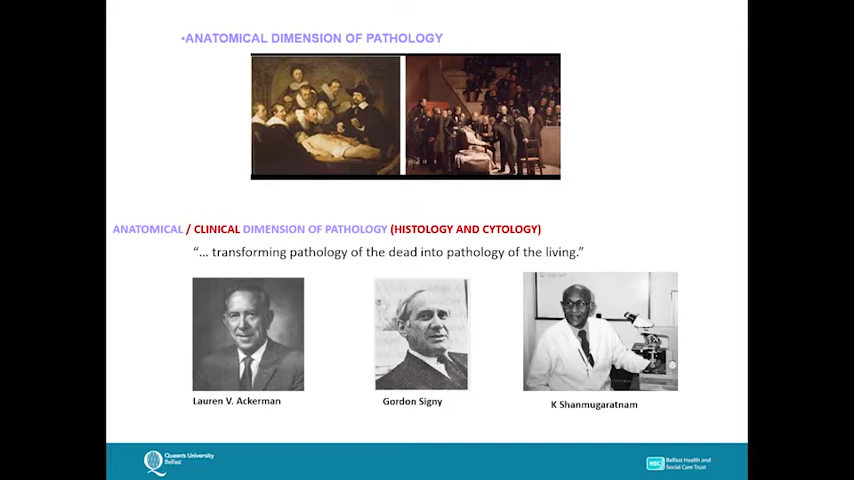 •ANATOMICAL DIMENSION OF PATHOLOGY
ANATOMICAL / CLINICAL DIMENSION OF PATHOLOGY (HISTOLOGY AND CYTOLOGY)
“... transforming pathology of the dead into pathology of the living.”
Lauren V. Ackerman
Gordon Signy
K Shanmugaratnam
Queen's University
Belfast
HSC Belfast Health and
Social Care Trust